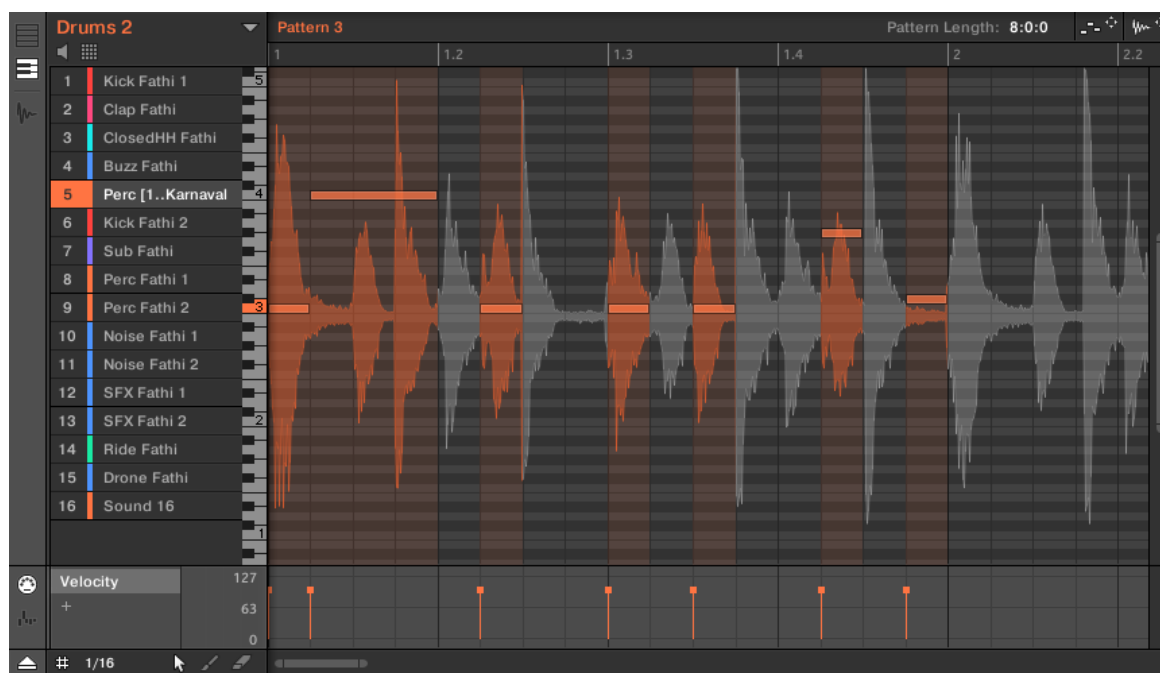 Drums 2
Pattern 3
Pattern Length: 8:0:0
1 1.2 1.3 1.4 2 2.2
1 Kick Fathi 1
2 Clap Fathi
3 ClosedHH Fathi
4 Buzz Fathi
5 Perc [1..Karnaval
6 Kick Fathi 2
7 Sub Fathi
8 Perc Fathi 1
9 Perc Fathi 2
10 Noise Fathi 1
11 Noise Fathi 2
12 SFX Fathi 1
13 SFX Fathi 2
14 Ride Fathi
15 Drone Fathi
16 Sound 16
5
4
3
2
1
Velocity
+
127
63
0
1/16